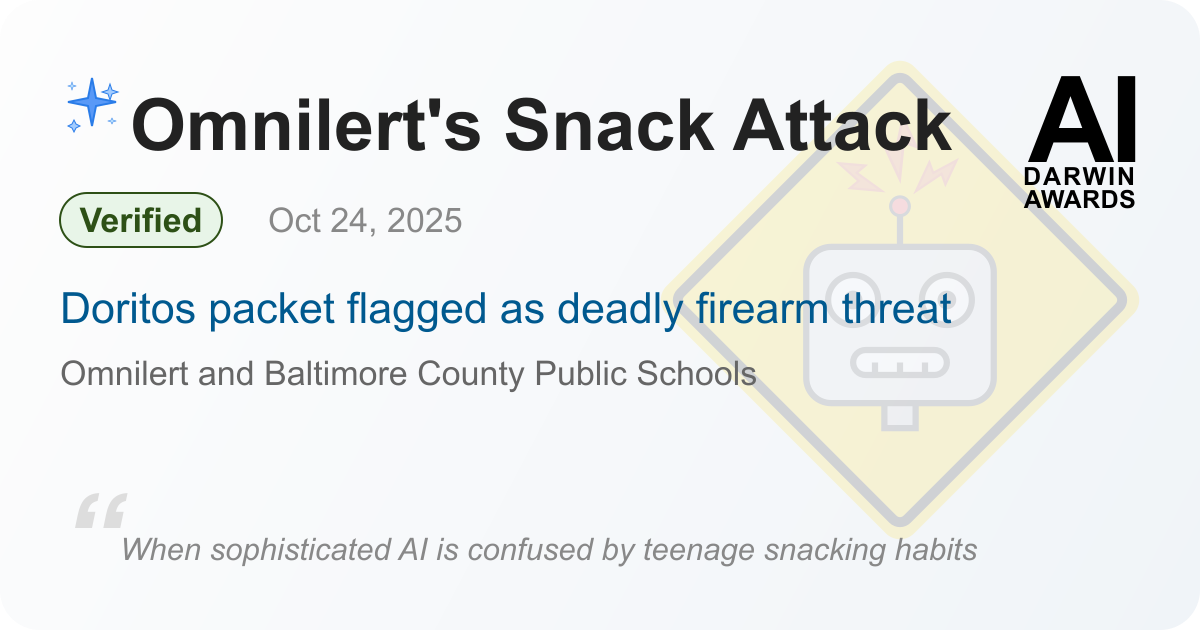 Omnilert's Snack Attack
AI
DARWIN
AWARDS
Verified
Oct 24, 2025
Doritos packet flagged as deadly firearm threat
Omnilert and Baltimore County Public Schools
“
When sophisticated AI is confused by teenage snacking habits